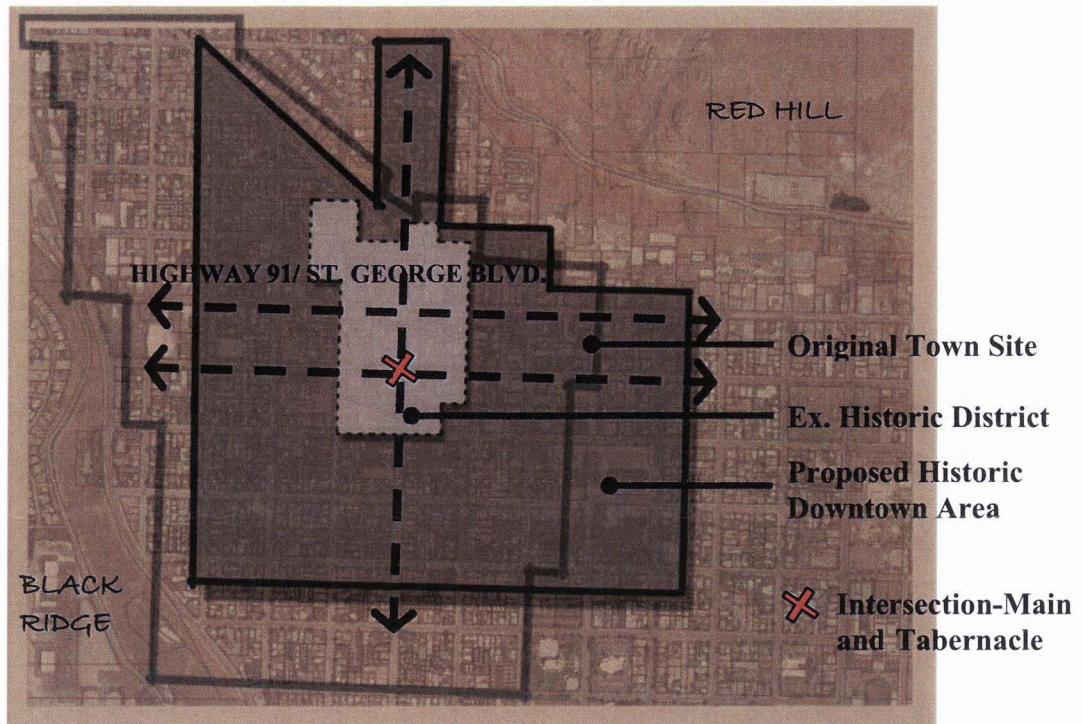 RED HILL
HIGHWAY 91/ ST. GEORGE BLVD.
Original Town Site
Ex. Historic District
Proposed Historic
Downtown Area
BLACK
RIDGE
Intersection-Main
and Tabernacle